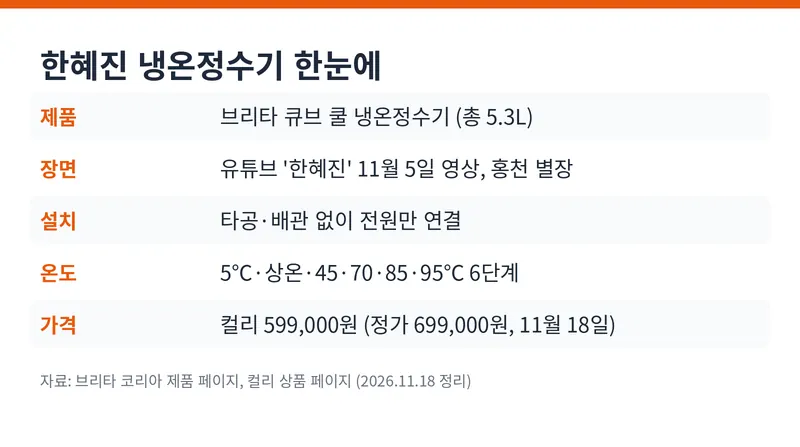 한혜진 냉온정수기 한눈에
제품 브리타 큐브 쿨 냉온정수기 (총 5.3L)
장면 유튜브 '한혜진' 11월 5일 영상, 홍천 별장
설치 타공·배관 없이 전원만 연결
온도 5℃·상온·45·70·85·95℃ 6단계
가격 컬리 599,000원 (정가 699,000원, 11월 18일)
자료: 브리타 코리아 제품 페이지, 컬리 상품 페이지 (2026.11.18 정리)